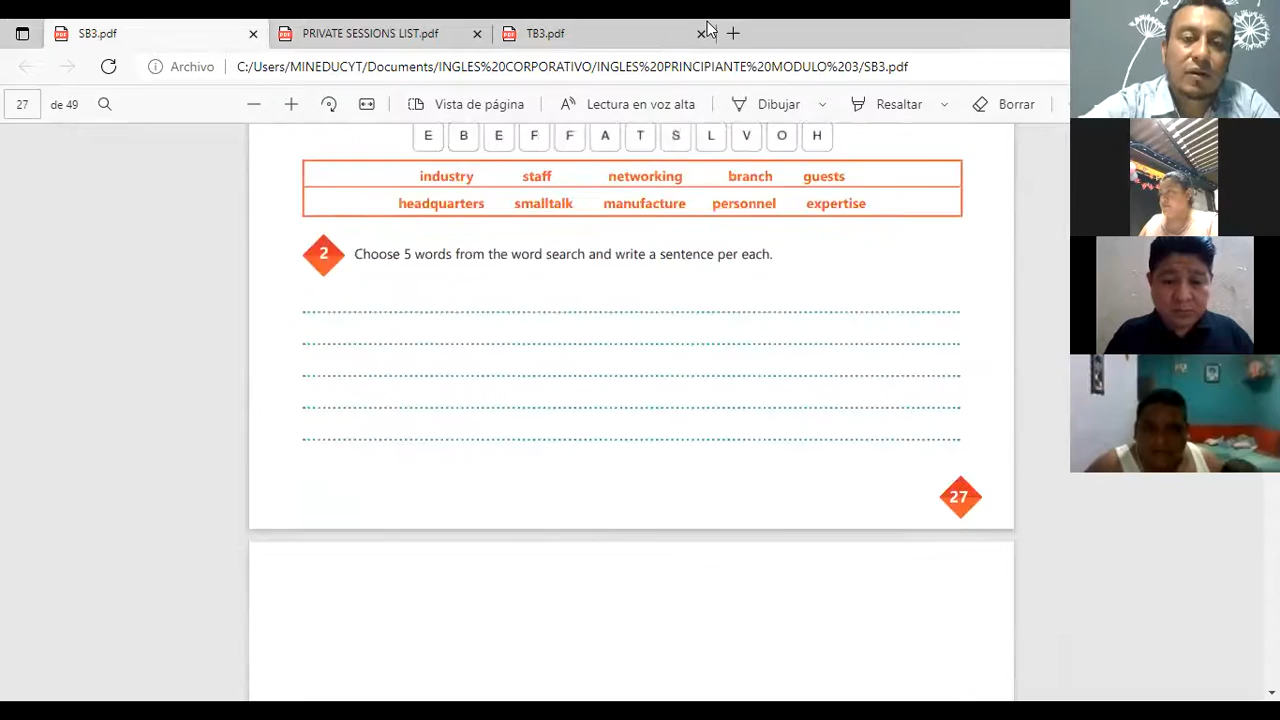 SB3.pdf
PRIVATE SESSIONS LIST.pdf
TB3.pdf
Archivo
C:/Users/MINEDUCYT/Documents/INGLES%20CORPORATIVO/INGLES%20PRINCIPIANTE%20MODULO%203/SB3.pdf
27 de 49
Vista de página
Lectura en voz alta
Dibujar
Resaltar
Borrar
E B E F F A T S L V O H
industry staff networking branch guests
headquarters smalltalk manufacture personnel expertise
2 Choose 5 words from the word search and write a sentence per each.
27